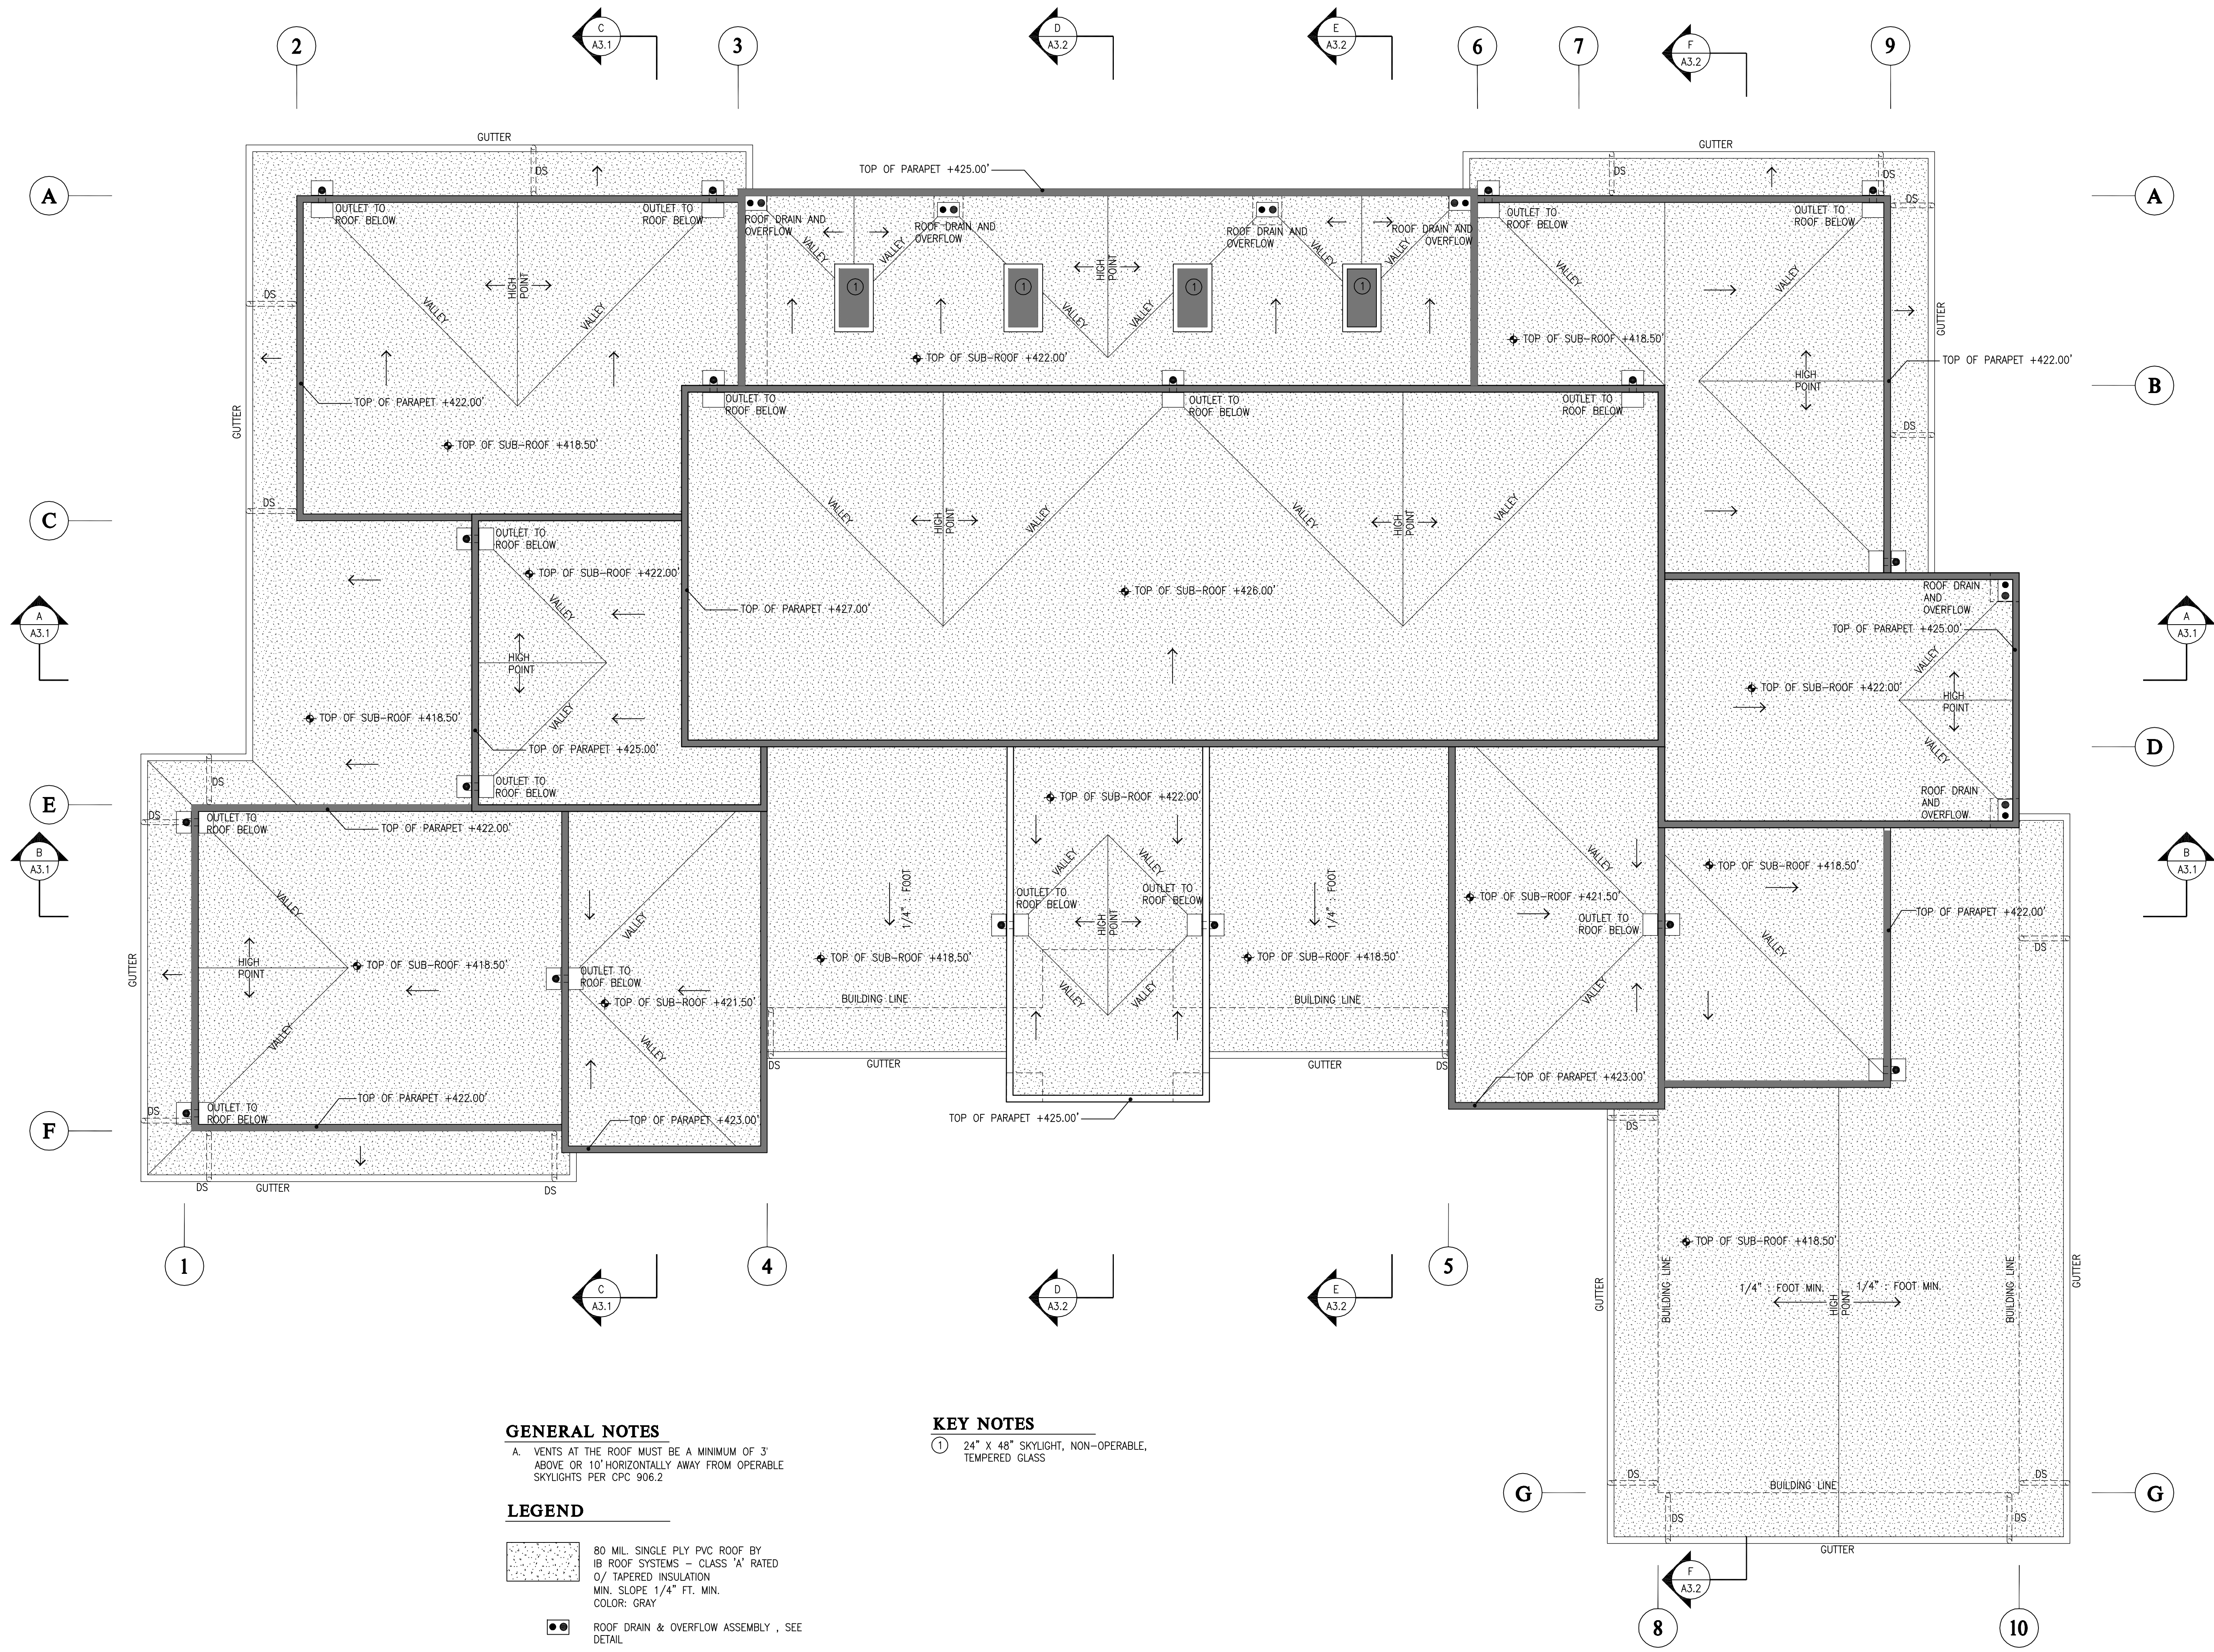 C
A3.1
D
A3.2
E
A3.2
F
A3.2
2
3
6
7
9
GUTTER
GUTTER
TOP OF PARAPET +425.00'
DS
DS
DS
DS
A
A
OUTLET TO
ROOF BELOW
OUTLET TO
ROOF BELOW
ROOF DRAIN AND
OVERFLOW
ROOF DRAIN AND
OVERFLOW
ROOF DRAIN AND
OVERFLOW
ROOF DRAIN AND
OVERFLOW
OUTLET TO
ROOF BELOW
OUTLET TO
ROOF BELOW
VALLEY
VALLEY
VALLEY
VALLEY
HIGH
POINT
HIGH
POINT
VALLEY
VALLEY
DS
VALLEY
VALLEY
1
1
1
1
VALLEY
VALLEY
GUTTER
TOP OF SUB-ROOF +418.50'
TOP OF SUB-ROOF +422.00'
TOP OF PARAPET +422.00'
HIGH
POINT
B
TOP OF PARAPET +422.00'
OUTLET TO
ROOF BELOW
OUTLET TO
ROOF BELOW
OUTLET TO
ROOF BELOW
GUTTER
DS
TOP OF SUB-ROOF +418.50'
DS
VALLEY
VALLEY
VALLEY
VALLEY
HIGH
POINT
HIGH
POINT
C
OUTLET TO
ROOF BELOW
TOP OF SUB-ROOF +422.00'
TOP OF SUB-ROOF +426.00'
ROOF DRAIN
AND
OVERFLOW
VALLEY
TOP OF PARAPET +427.00'
A
A3.1
A
A3.1
TOP OF PARAPET +425.00'
HIGH
POINT
VALLEY
TOP OF SUB-ROOF +422.00'
HIGH
POINT
TOP OF SUB-ROOF +418.50'
VALLEY
TOP OF PARAPET +425.00'
VALLEY
D
DS
OUTLET TO
ROOF BELOW
TOP OF SUB-ROOF +422.00'
ROOF DRAIN
AND
OVERFLOW
E
DS
OUTLET TO
ROOF BELOW
TOP OF PARAPET +422.00'
B
A3.1
B
A3.1
VALLEY
VALLEY
VALLEY
TOP OF SUB-ROOF +418.50'
VALLEY
VALLEY
1/4" : FOOT
OUTLET TO
ROOF BELOW
OUTLET TO
ROOF BELOW
1/4" : FOOT
TOP OF SUB-ROOF +421.50'
HIGH
POINT
OUTLET TO
ROOF BELOW
TOP OF PARAPET +422.00'
VALLEY
DS
GUTTER
HIGH
POINT
TOP OF SUB-ROOF +418.50'
OUTLET TO
ROOF BELOW
TOP OF SUB-ROOF +418.50'
TOP OF SUB-ROOF +418.50'
TOP OF SUB-ROOF +421.50'
BUILDING LINE
VALLEY
VALLEY
BUILDING LINE
VALLEY
VALLEY
VALLEY
DS
GUTTER
GUTTER
DS
TOP OF PARAPET +423.00'
DS
OUTLET TO
ROOF BELOW
TOP OF PARAPET +422.00'
TOP OF PARAPET +423.00'
TOP OF PARAPET +425.00'
DS
F
DS
GUTTER
DS
TOP OF SUB-ROOF +418.50'
1
4
5
C
A3.1
D
A3.2
E
A3.2
GUTTER
BUILDING LINE
1/4" : FOOT MIN.
1/4" : FOOT MIN.
HIGH
POINT
BUILDING LINE
GUTTER
GENERAL NOTES
A. VENTS AT THE ROOF MUST BE A MINIMUM OF 3'
ABOVE OR 10' HORIZONTALLY AWAY FROM OPERABLE
SKYLIGHTS PER CPC 906.2
KEY NOTES
1 24" X 48" SKYLIGHT, NON-OPERABLE,
TEMPERED GLASS
DS
DS
BUILDING LINE
G
G
DS
DS
GUTTER
LEGEND
80 MIL. SINGLE PLY PVC ROOF BY
IB ROOF SYSTEMS - CLASS 'A' RATED
O/ TAPERED INSULATION
MIN. SLOPE 1/4" FT. MIN.
COLOR: GRAY
ROOF DRAIN & OVERFLOW ASSEMBLY , SEE
DETAIL
F
A3.2
8
10